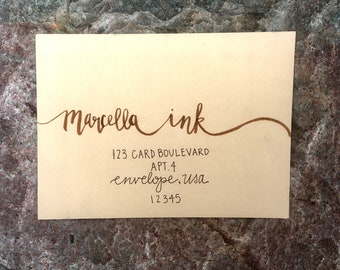 marcella ink
123 CARD BOULEVARD
APT. 4
envelope, usa
12345